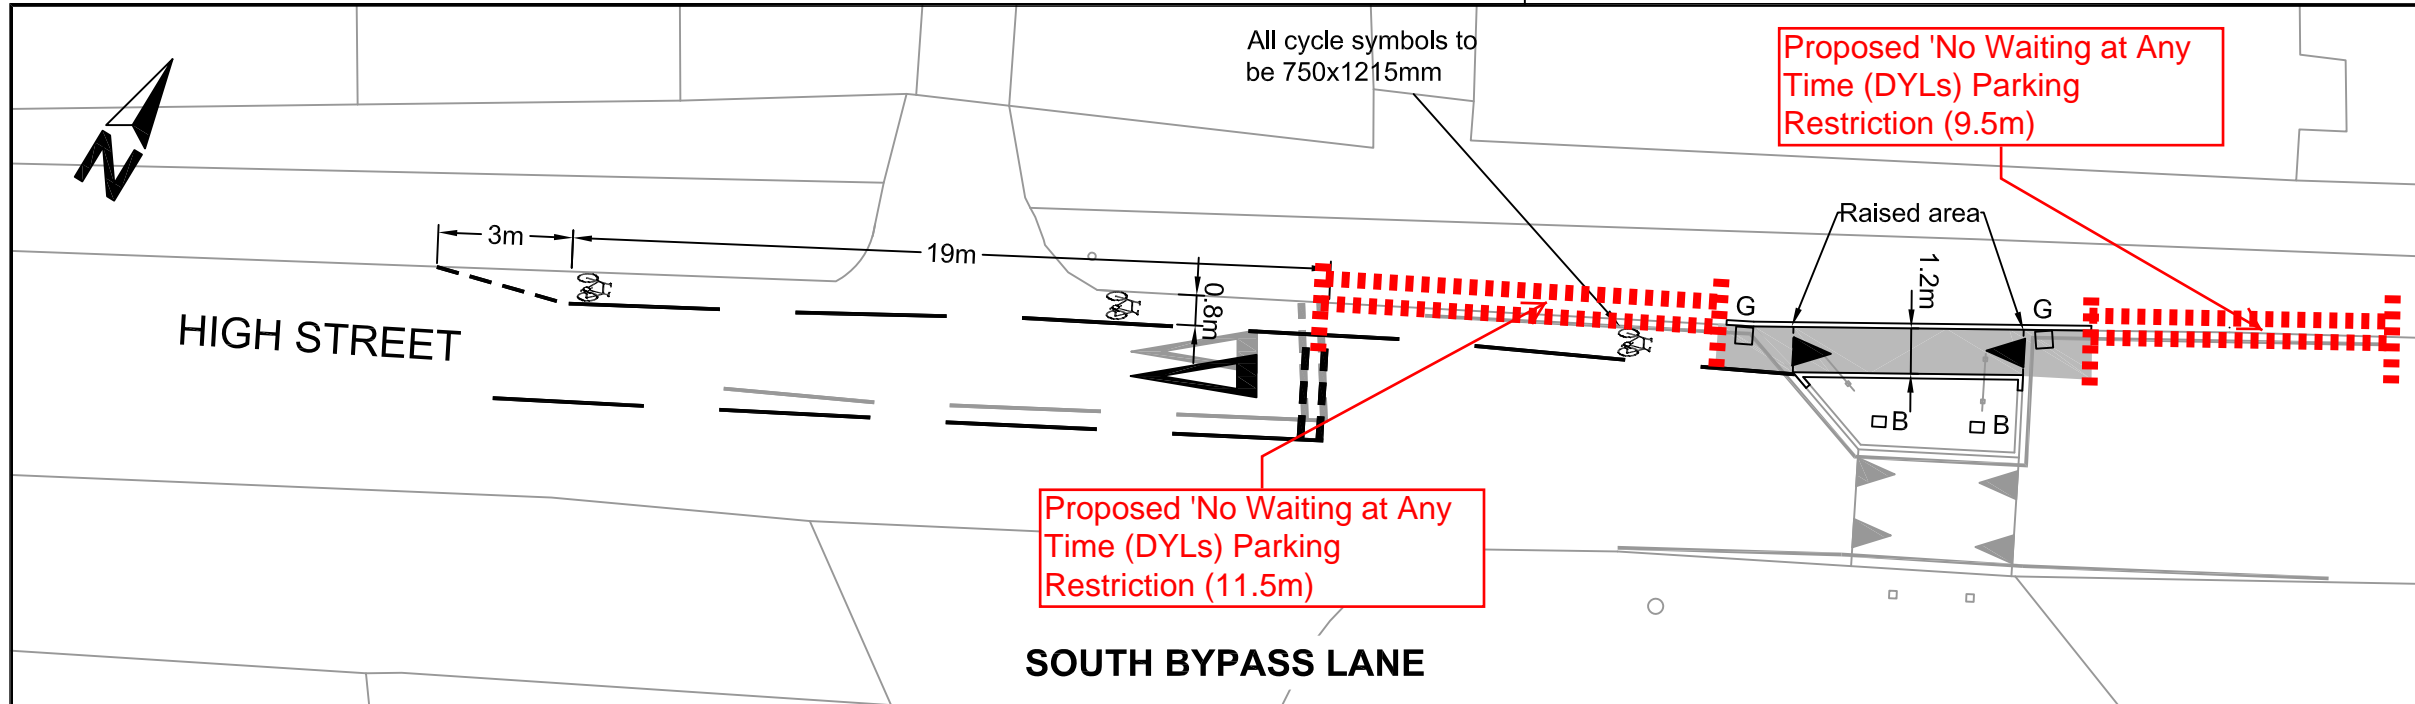 All cycle symbols to
be 750x1215mm
Proposed 'No Waiting at Any
Time (DYLs) Parking
Restriction (9.5m)
N
3m
19m
0.8m
Raised area
1.2m
G
G
HIGH STREET
B
B
Proposed 'No Waiting at Any
Time (DYLs) Parking
Restriction (11.5m)
SOUTH BYPASS LANE